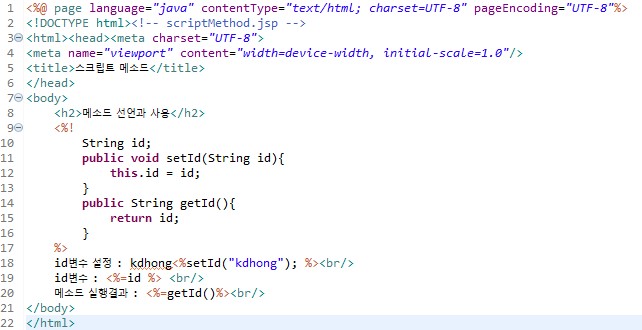 1 <%@ page language="java" contentType="text/html; charset=UTF-8" pageEncoding="UTF-8"%>
2 <!DOCTYPE html><!-- scriptMethod.jsp -->
3 <html><head><meta charset="UTF-8">
4 <meta name="viewport" content="width=device-width, initial-scale=1.0"/>
5 <title>스크립트 메소드</title>
6 </head>
7 <body>
8     <h2>메소드 선언과 사용</h2>
9     <%!
10         String id;
11         public void setId(String id){
12             this.id = id;
13         }
14         public String getId(){
15             return id;
16         }
17     %>
18     id변수 설정 : kdhong<%setId("kdhong"); %><br/>
19     id변수 : <%=id %> <br/>
20     메소드 실행결과 : <%=getId()%><br/>
21 </body>
22 </html>